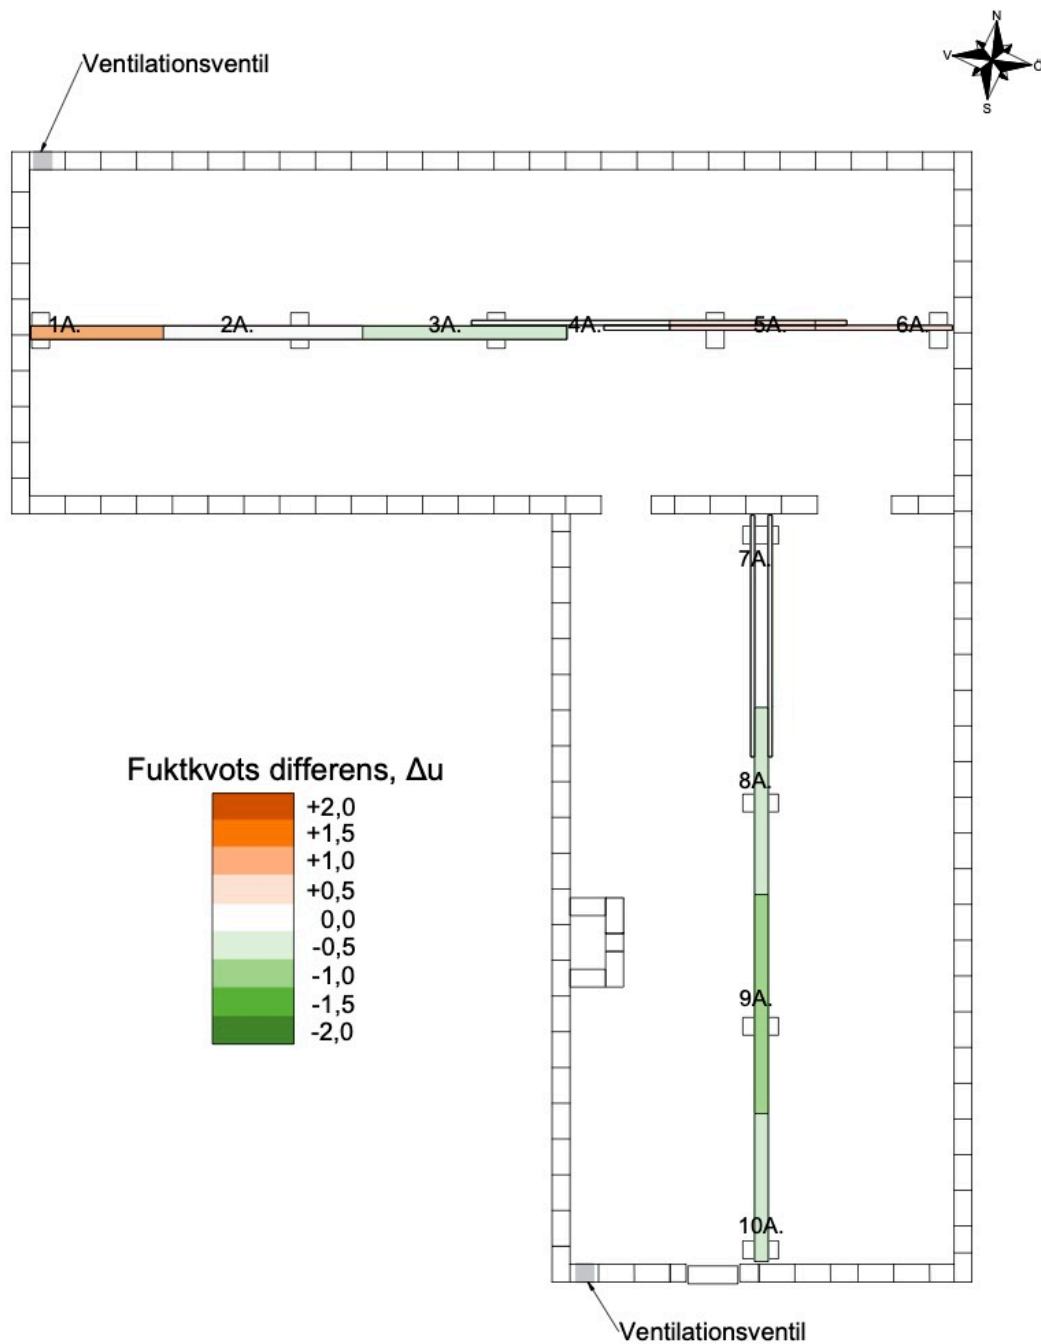 N
Ventilationsventil
V
Ö
S
1A.
2A.
3A.
4A.
5A.
6A.
7A.
Fuktkvots differens, Δu
8A.
+2,0
+1,5
+1,0
+0,5
0,0
-0,5
-1,0
-1,5
-2,0
9A.
10A.
Ventilationsventil